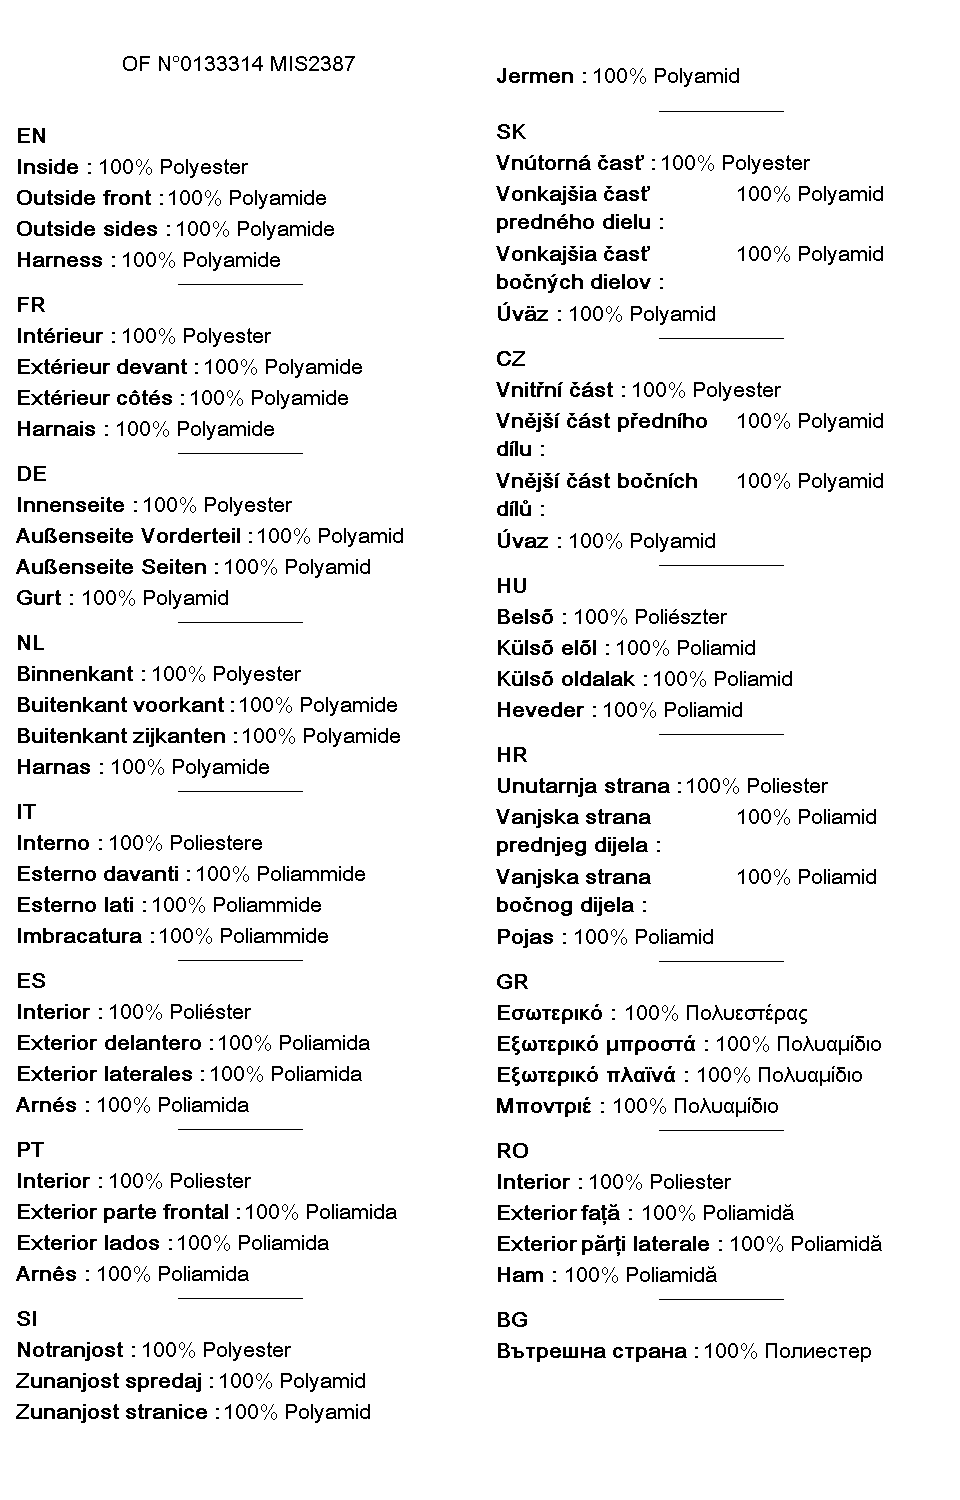 OF N°0133314 MIS2387
EN
Inside : 100% Polyester
Outside front : 100% Polyamide
Outside sides : 100% Polyamide
Harness : 100% Polyamide
FR
Intérieur : 100% Polyester
Extérieur devant : 100% Polyamide
Extérieur côtés : 100% Polyamide
Harnais : 100% Polyamide
DE
Innenseite : 100% Polyester
Außenseite Vorderteil : 100% Polyamid
Außenseite Seiten : 100% Polyamid
Gurt : 100% Polyamid
NL
Binnenkant : 100% Polyester
Buitenkant voorkant : 100% Polyamide
Buitenkant zijkanten : 100% Polyamide
Harnas : 100% Polyamide
IT
Interno : 100% Poliestere
Esterno davanti : 100% Poliammide
Esterno lati : 100% Poliammide
Imbracatura : 100% Poliammide
ES
Interior : 100% Poliéster
Exterior delantero : 100% Poliamida
Exterior laterales : 100% Poliamida
Arnés : 100% Poliamida
PT
Interior : 100% Poliester
Exterior parte frontal : 100% Poliamida
Exterior lados : 100% Poliamida
Arnês : 100% Poliamida
SI
Notranjost : 100% Polyester
Zunanjost spredaj : 100% Polyamid
Zunanjost stranice : 100% Polyamid
Jermen : 100% Polyamid
SK
Vnútorná časť : 100% Polyester
Vonkajšia časť 100% Polyamid
predného dielu :
Vonkajšia časť 100% Polyamid
bočných dielov :
Úväz : 100% Polyamid
CZ
Vnitřní část : 100% Polyester
Vnější část předního 100% Polyamid
dílu :
Vnější část bočních 100% Polyamid
dílů :
Úvaz : 100% Polyamid
HU
Belső : 100% Poliészter
Külső elől : 100% Poliamid
Külső oldalak : 100% Poliamid
Heveder : 100% Poliamid
HR
Unutarnja strana : 100% Poliester
Vanjska strana 100% Poliamid
prednjeg dijela :
Vanjska strana 100% Poliamid
bočnog dijela :
Pojas : 100% Poliamid
GR
Εσωτερικό : 100% Πολυεστέρας
Εξωτερικό μπροστά : 100% Πολυαμίδιο
Εξωτερικό πλαϊνά : 100% Πολυαμίδιο
Μποντριέ : 100% Πολυαμίδιο
RO
Interior : 100% Poliester
Exterior față : 100% Poliamidă
Exterior părți laterale : 100% Poliamidă
Ham : 100% Poliamidă
BG
Вътрешна страна : 100% Полиестер